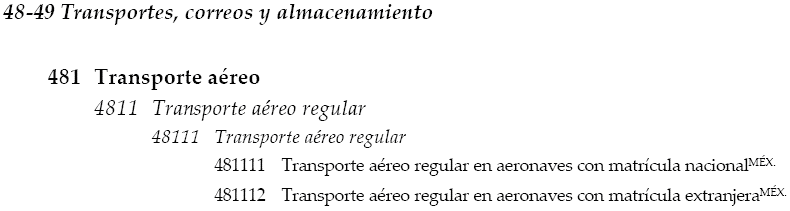 48-49 Transportes, correos y almacenamiento
481 Transporte aéreo
4811 Transporte aéreo regular
48111 Transporte aéreo regular
481111 Transporte aéreo regular en aeronaves con matrícula nacionalMÉX.
481112 Transporte aéreo regular en aeronaves con matrícula extranjeraMÉX.